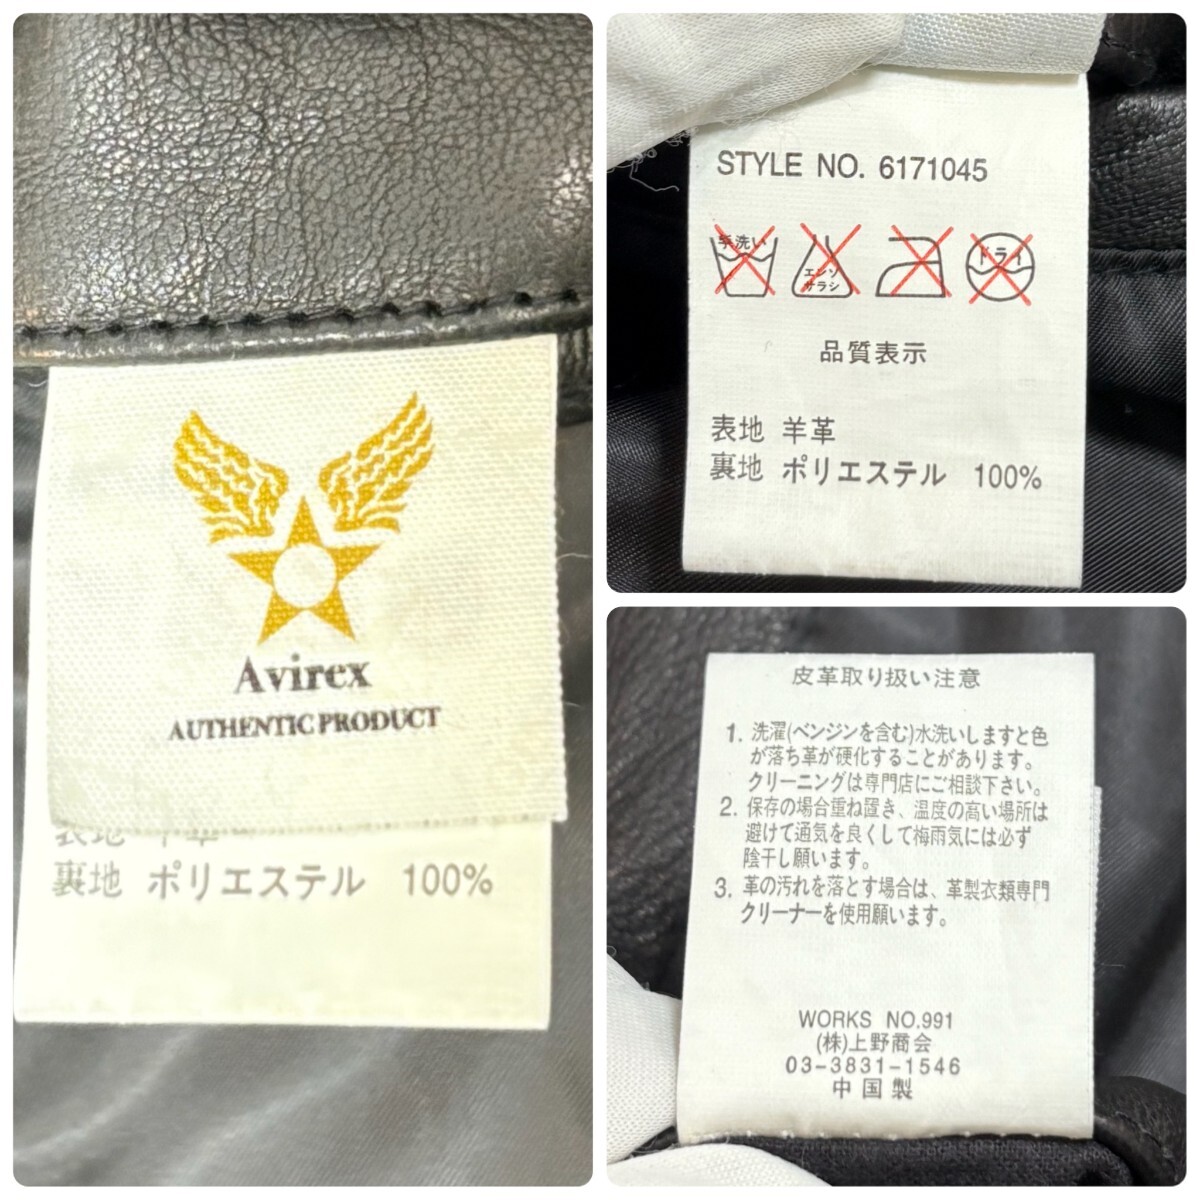 Avirex
AUTHENTIC PRODUCT
表地 羊革
裏地 ポリエステル 100%
STYLE NO. 6171045
手洗い
エンソ
サラシ
ドライ
品質表示
表地 羊革
裏地 ポリエステル 100%
皮革取り扱い注意
1. 洗濯(ベンジンを含む)水洗いしますと色
が落ち革が硬化することがあります。
クリーニングは専門店にご相談下さい。
2. 保存の場合重ね置き、温度の高い場所は
避けて通気を良くして梅雨気には必ず
陰干し願います。
3. 革の汚れを落とす場合は、革製衣類専門
クリーナーを使用願います。
WORKS NO.991
(株)上野商会
03-3831-1546
中国製